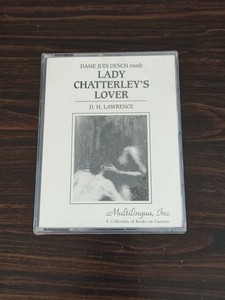 DAME JUDI DENCH reads
LADY
CHATTERLEY'S
LOVER
D. H. LAWRENCE
Multilingua, Inc.
A Collection of Books on Cassette